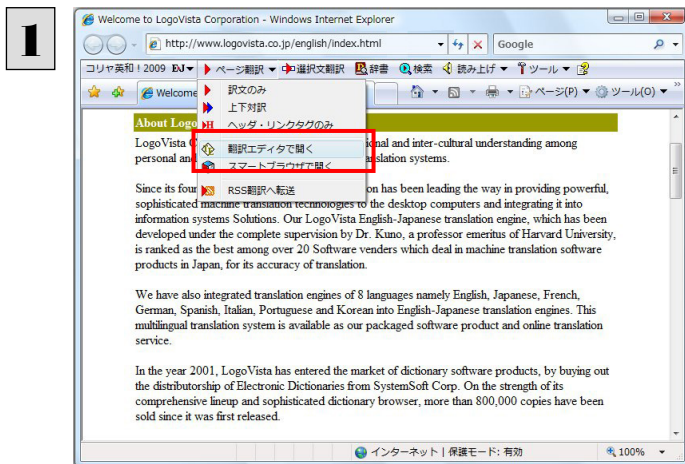 1
Welcome to LogoVista Corporation - Windows Internet Explorer
http://www.logovista.co.jp/english/index.html
Google
コリャ英和!2009 EJ ページ翻訳 選択文翻訳 辞書 検索 読み上げ ツール
Welcome
ページ(P) ツール(O)
訳文のみ
上下対訳
ヘッダ・リンクタグのみ
翻訳エディタで開く
スマートブラウザで開く
RSS翻訳へ転送
About Logo
LogoVista C ional and inter-cultural understanding among
personal and nslation systems.
Since its four on has been leading the way in providing powerful,
sophisticated machine translation technologies to the desktop computers and integrating it into
information systems Solutions. Our LogoVista English-Japanese translation engine, which has been
developed under the complete supervision by Dr. Kuno, a professor emeritus of Harvard University,
is ranked as the best among over 20 Software venders which deal in machine translation software
products in Japan, for its accuracy of translation.
We have also integrated translation engines of 8 languages namely English, Japanese, French,
German, Spanish, Italian, Portuguese and Korean into English-Japanese translation engines. This
multilingual translation system is available as our packaged software product and online translation
service.
In the year 2001, LogoVista has entered the market of dictionary software products, by buying out
the distributorship of Electronic Dictionaries from SystemSoft Corp. On the strength of its
comprehensive lineup and sophisticated dictionary browser, more than 800,000 copies have been
sold since it was first released.
インターネット | 保護モード: 有効
100%